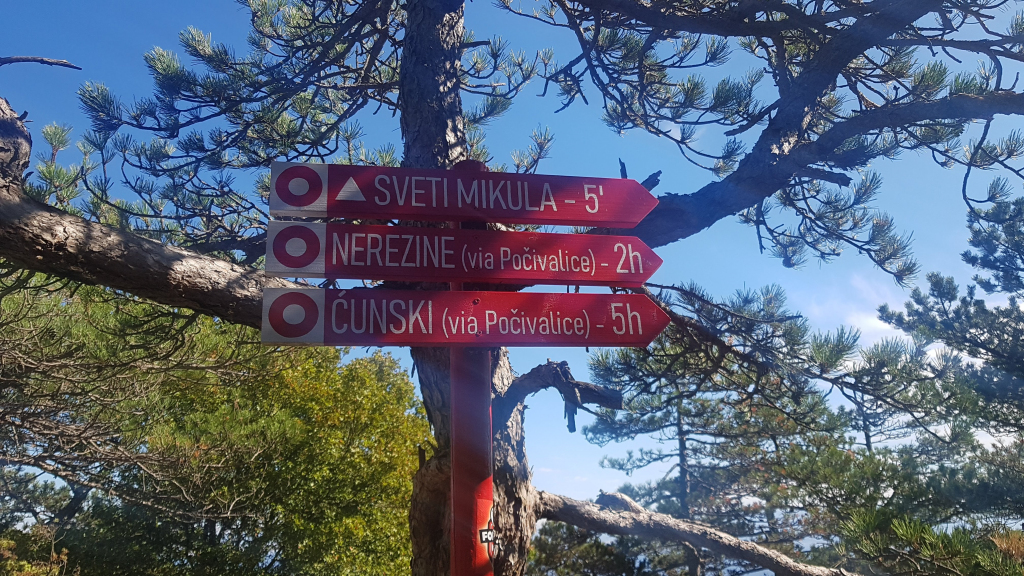 SVETI MIKULA - 5'
NEREZINE (via Počivalice) - 2h
ĆUNSKI (via Počivalice) - 5h